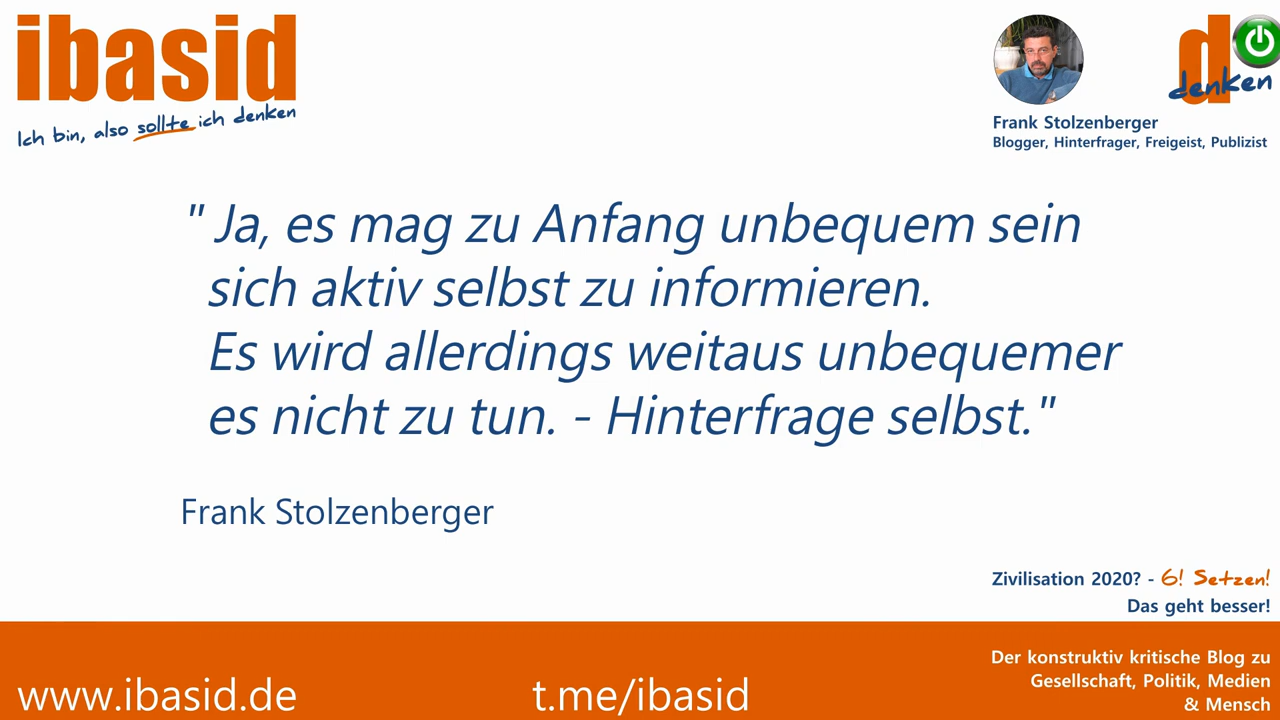 ibasid
Ich bin, also sollte ich denken
do
denken
Frank Stolzenberger
Blogger, Hinterfrager, Freigeist, Publizist
" Ja, es mag zu Anfang unbequem sein
sich aktiv selbst zu informieren.
Es wird allerdings weitaus unbequemer
es nicht zu tun. - Hinterfrage selbst."
Frank Stolzenberger
Zivilisation 2020? - 6! Setzen!
Das geht besser!
www.ibasid.de
t.me/ibasid
Der konstruktiv kritische Blog zu
Gesellschaft, Politik, Medien
& Mensch